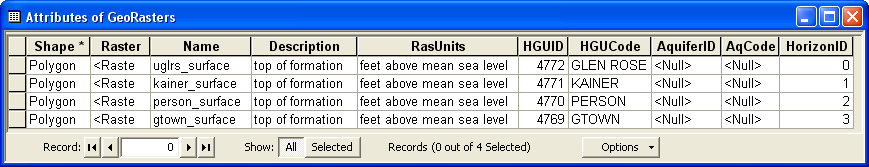 Attributes of GeoRasters
Shape * Raster Name Description RasUnits HGUID HGUCode AquiferID AqCode HorizonID
Polygon <Raste uglrs_surface top of formation feet above mean sea level 4772 GLEN ROSE <Null> <Null> 0
Polygon <Raste kainer_surface top of formation feet above mean sea level 4771 KAINER <Null> <Null> 1
Polygon <Raste person_surface top of formation feet above mean sea level 4770 PERSON <Null> <Null> 2
Polygon <Raste gtown_surface top of formation feet above mean sea level 4769 GTOWN <Null> <Null> 3
Record: 0 Show: All Selected Records (0 out of 4 Selected) Options